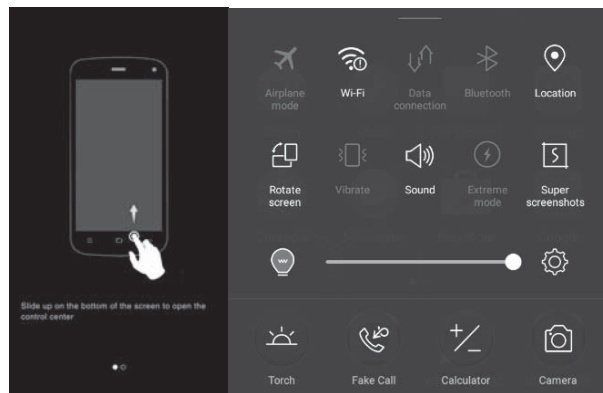 Slide up on the bottom of the screen to open the
control center
Airplane
mode
Wi-Fi
Data
connection
Bluetooth
Location
Rotate
screen
Vibrate
Sound
Extreme
mode
Super
screenshots
Torch
Fake Call
Calculator
Camera